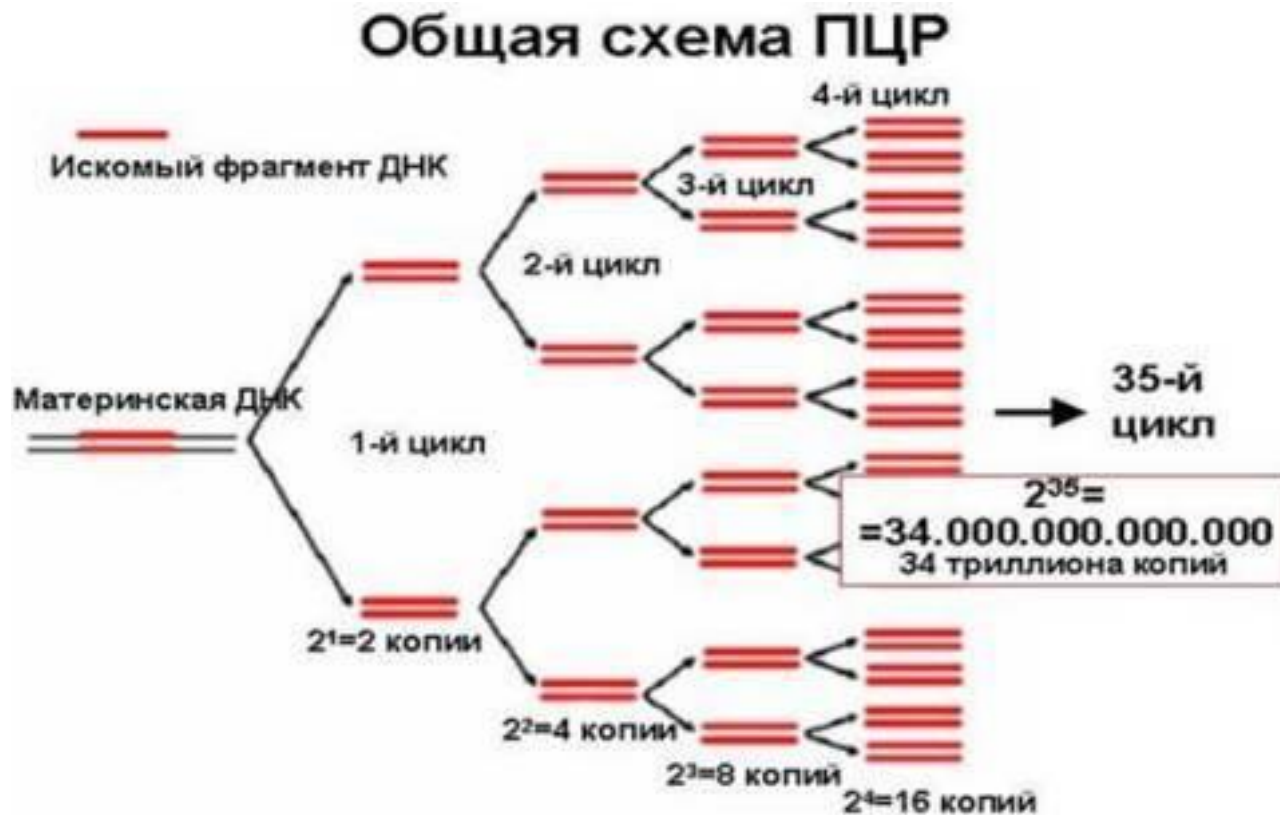 Общая схема ПЦР
4-й цикл
Искомый фрагмент ДНК
3-й цикл
2-й цикл
Материнская ДНК
35-й
цикл
1-й цикл
2³⁵=
=34.000.000.000.000
34 триллиона копий
2¹=2 копии
2²=4 копии
2³=8 копий
2⁴=16 копий